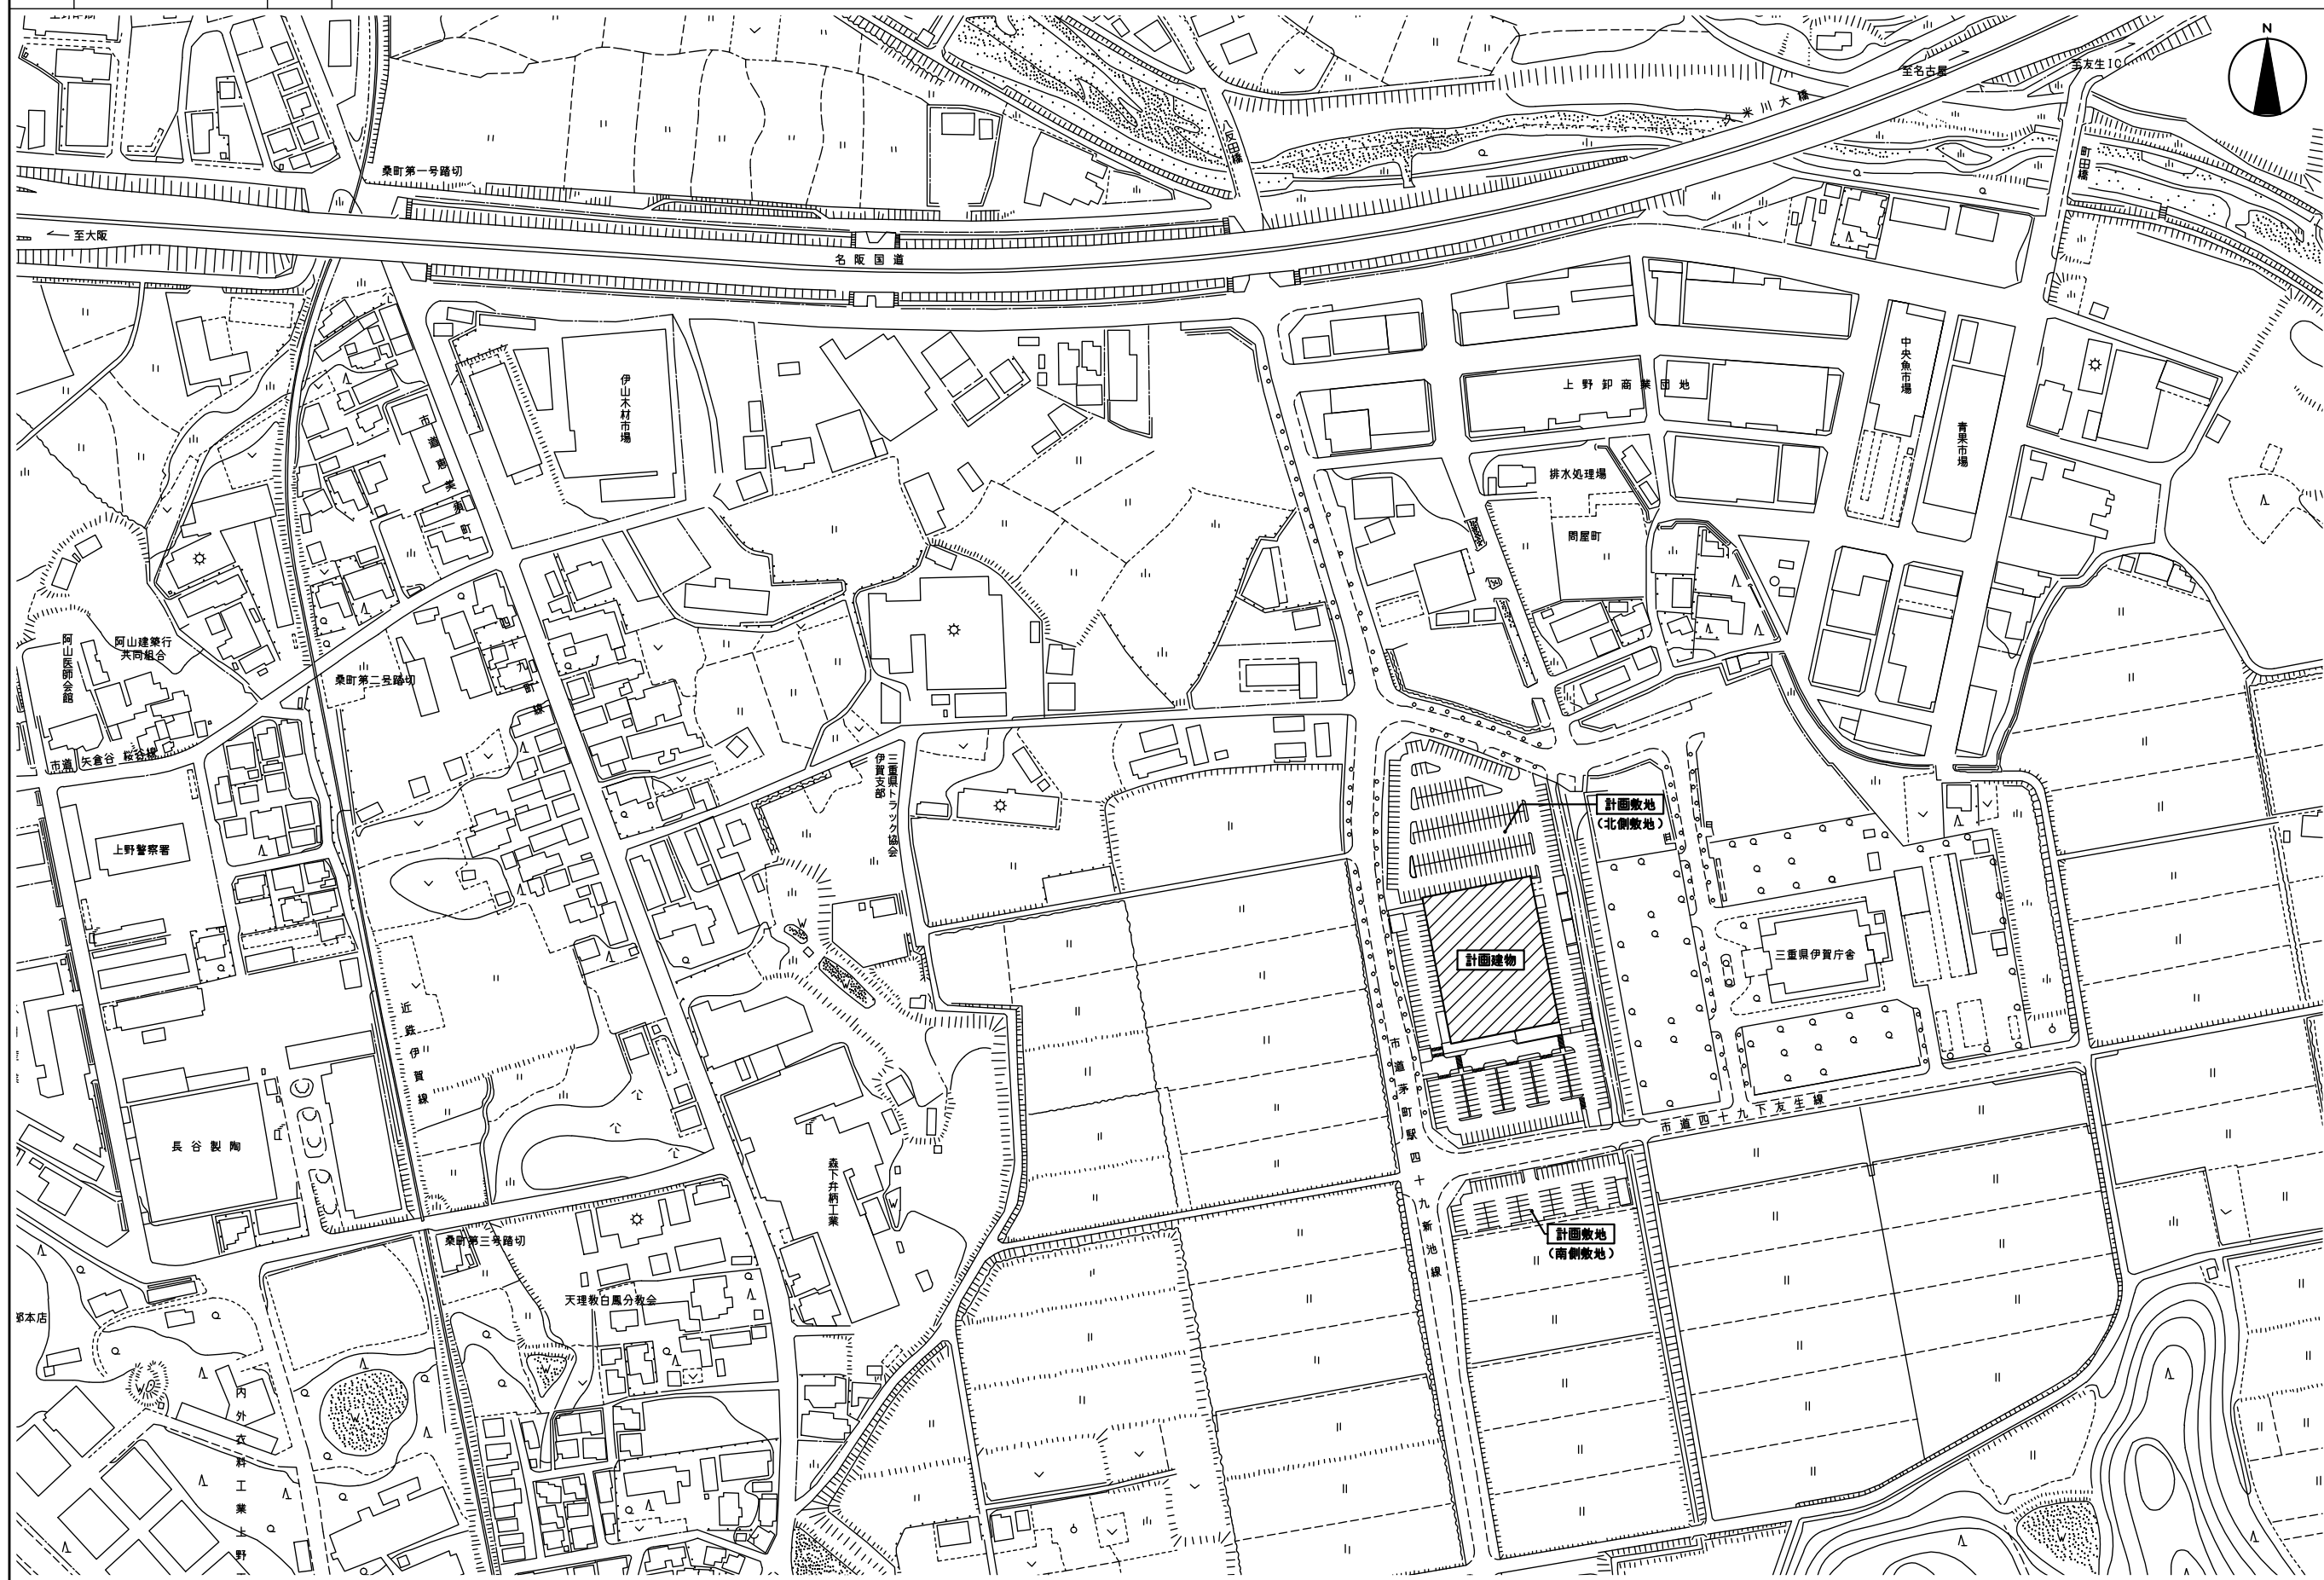 N
至名古屋
至友生IC
久米川大橋
八反田橋
町田橋
桑町第一号踏切
至大阪
名阪国道
伊山木材市場
市道恵美須町
四十九町線
上野卸商業団地
中央魚市場
青果市場
排水処理場
問屋町
阿山医師会館
阿山建築行
共同組合
桑町第二号踏切
市道 矢倉谷 桜谷線
三重県トラック協会
伊賀支部
計画敷地
(北側敷地)
上野警察署
計画建物
三重県伊賀庁舎
近鉄伊賀線
市道茅町駅四十九新池線
市道四十九下友生線
長谷製陶
森下弁柄工業
計画敷地
(南側敷地)
桑町第三号踏切
天理教白鳳分教会
部本店
内外衣料工業上野